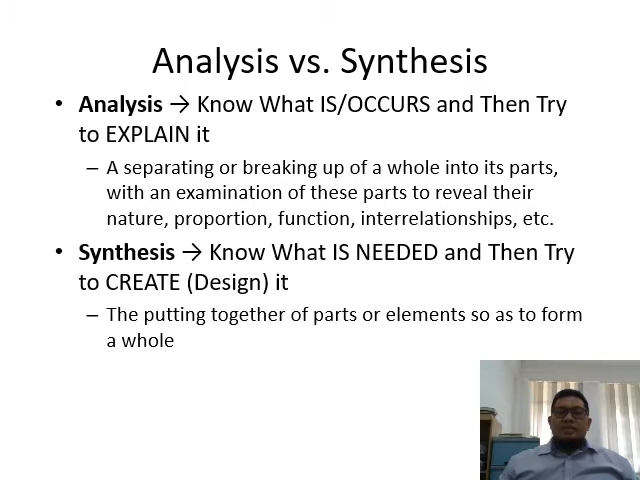 Analysis vs. Synthesis
• Analysis → Know What IS/OCCURS and Then Try
to EXPLAIN it
– A separating or breaking up of a whole into its parts,
with an examination of these parts to reveal their
nature, proportion, function, interrelationships, etc.
• Synthesis → Know What IS NEEDED and Then Try
to CREATE (Design) it
– The putting together of parts or elements so as to form
a whole